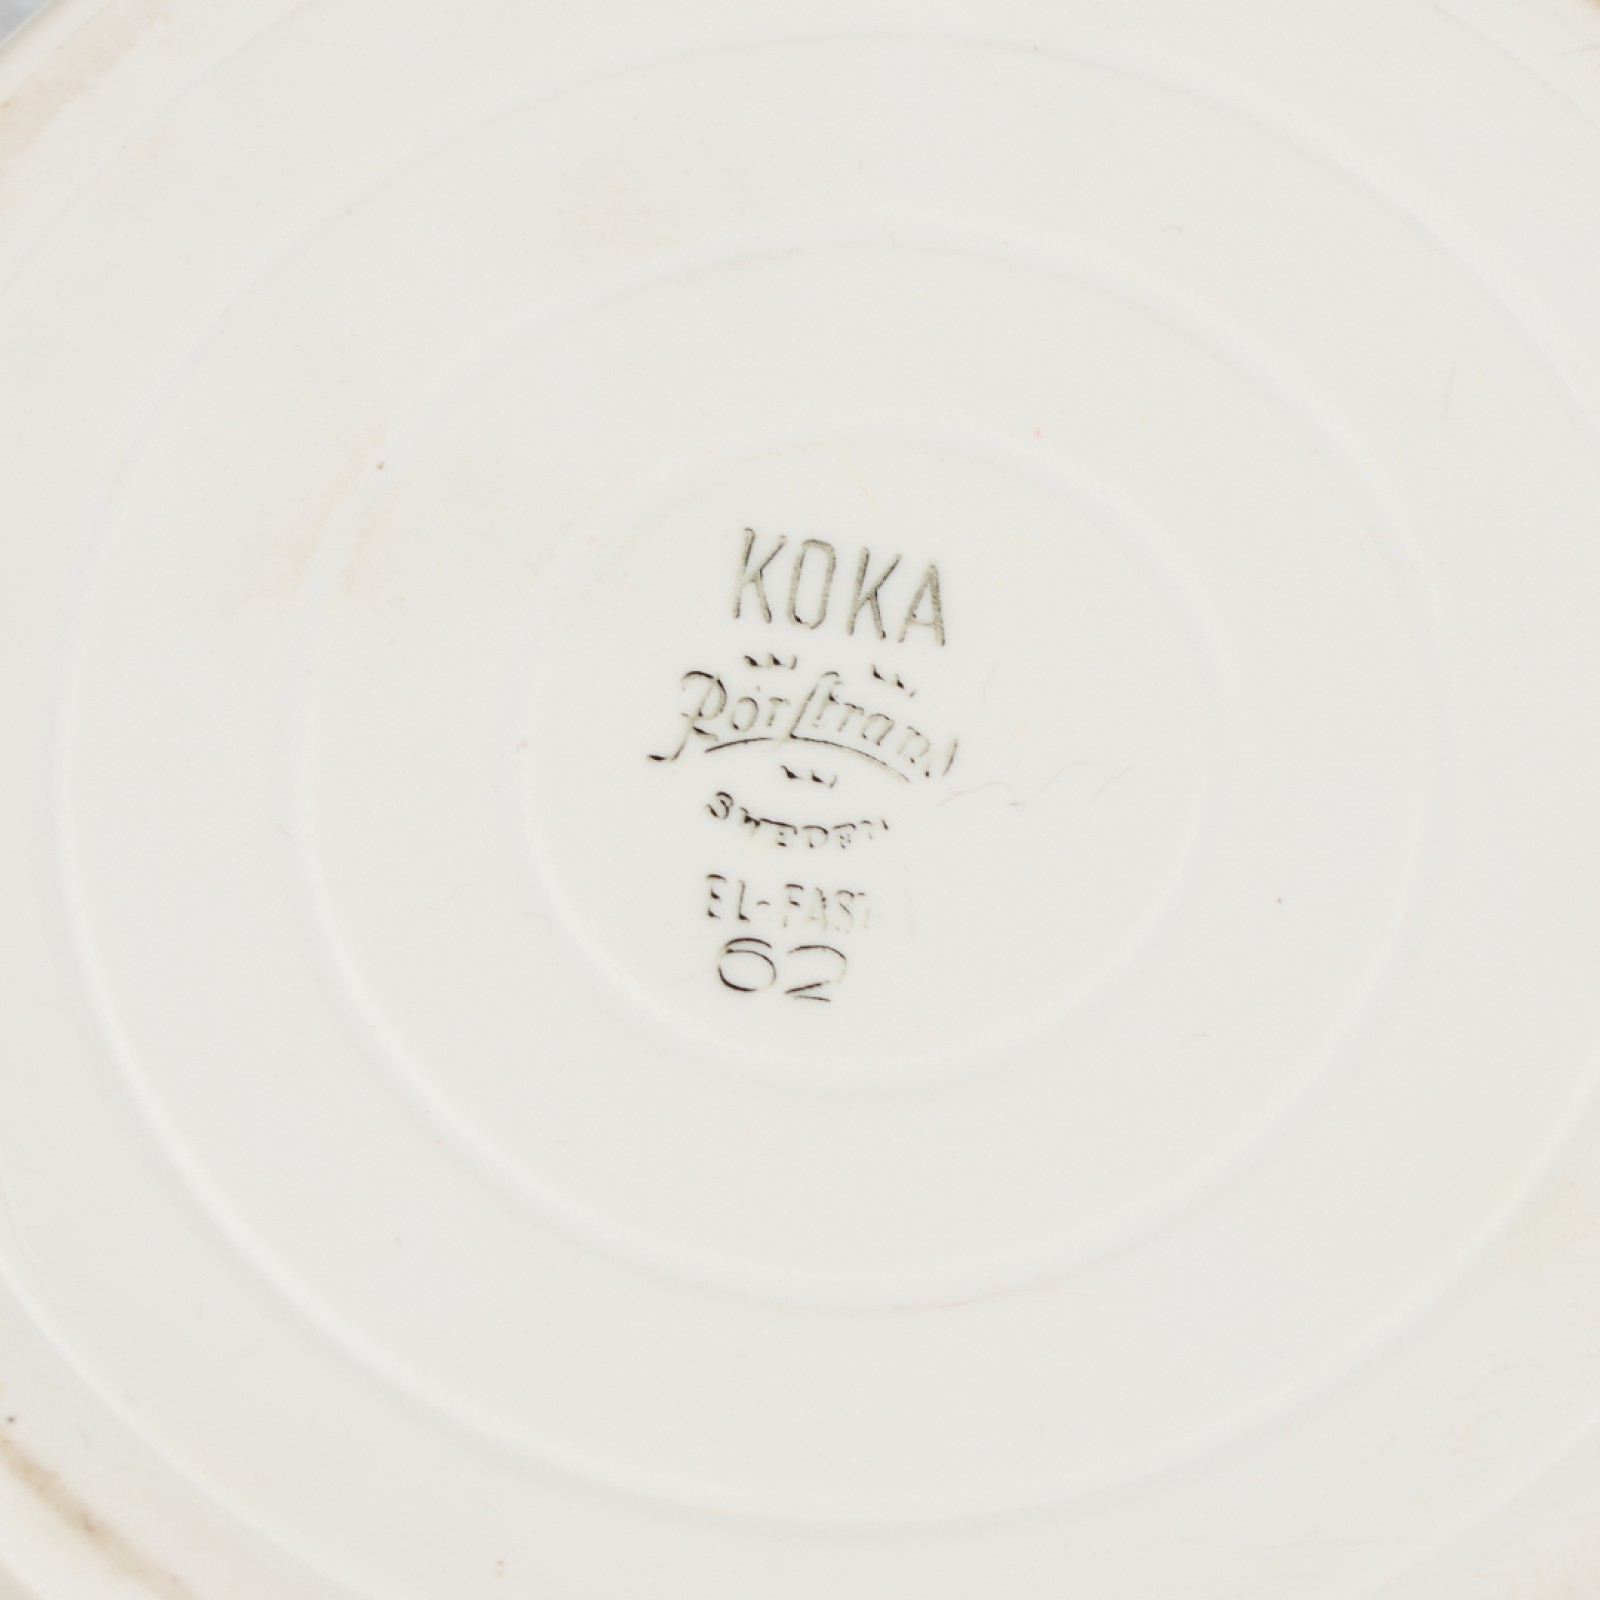 KOKA
Rörstrand
SWEDEN
EL-FAST
62